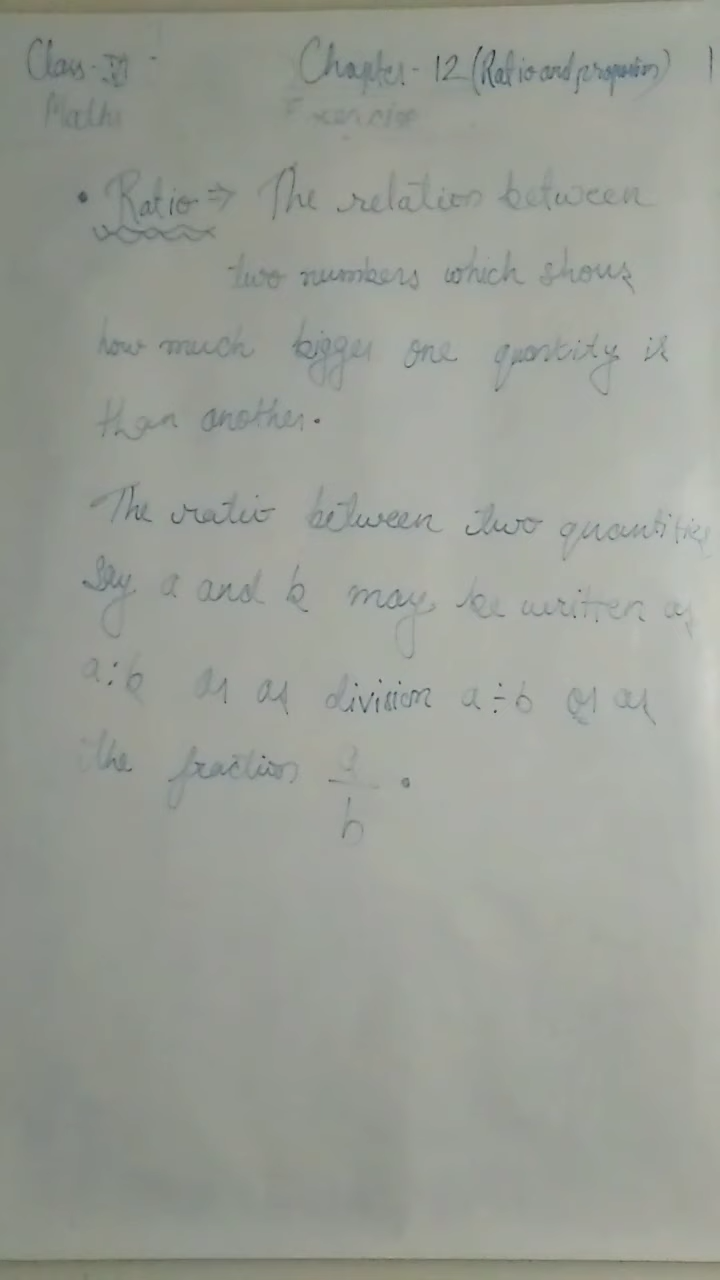 Class - VI Chapter - 12 (Ratio and proportion) 1
Maths Exercise
• Ratio ⇒ The relation between
two numbers which shows
how much bigger one quantity is
than another.
The ratio between two quantities
say a and b may be written as
a:b or as division a ÷ b or as
the fraction a/b .